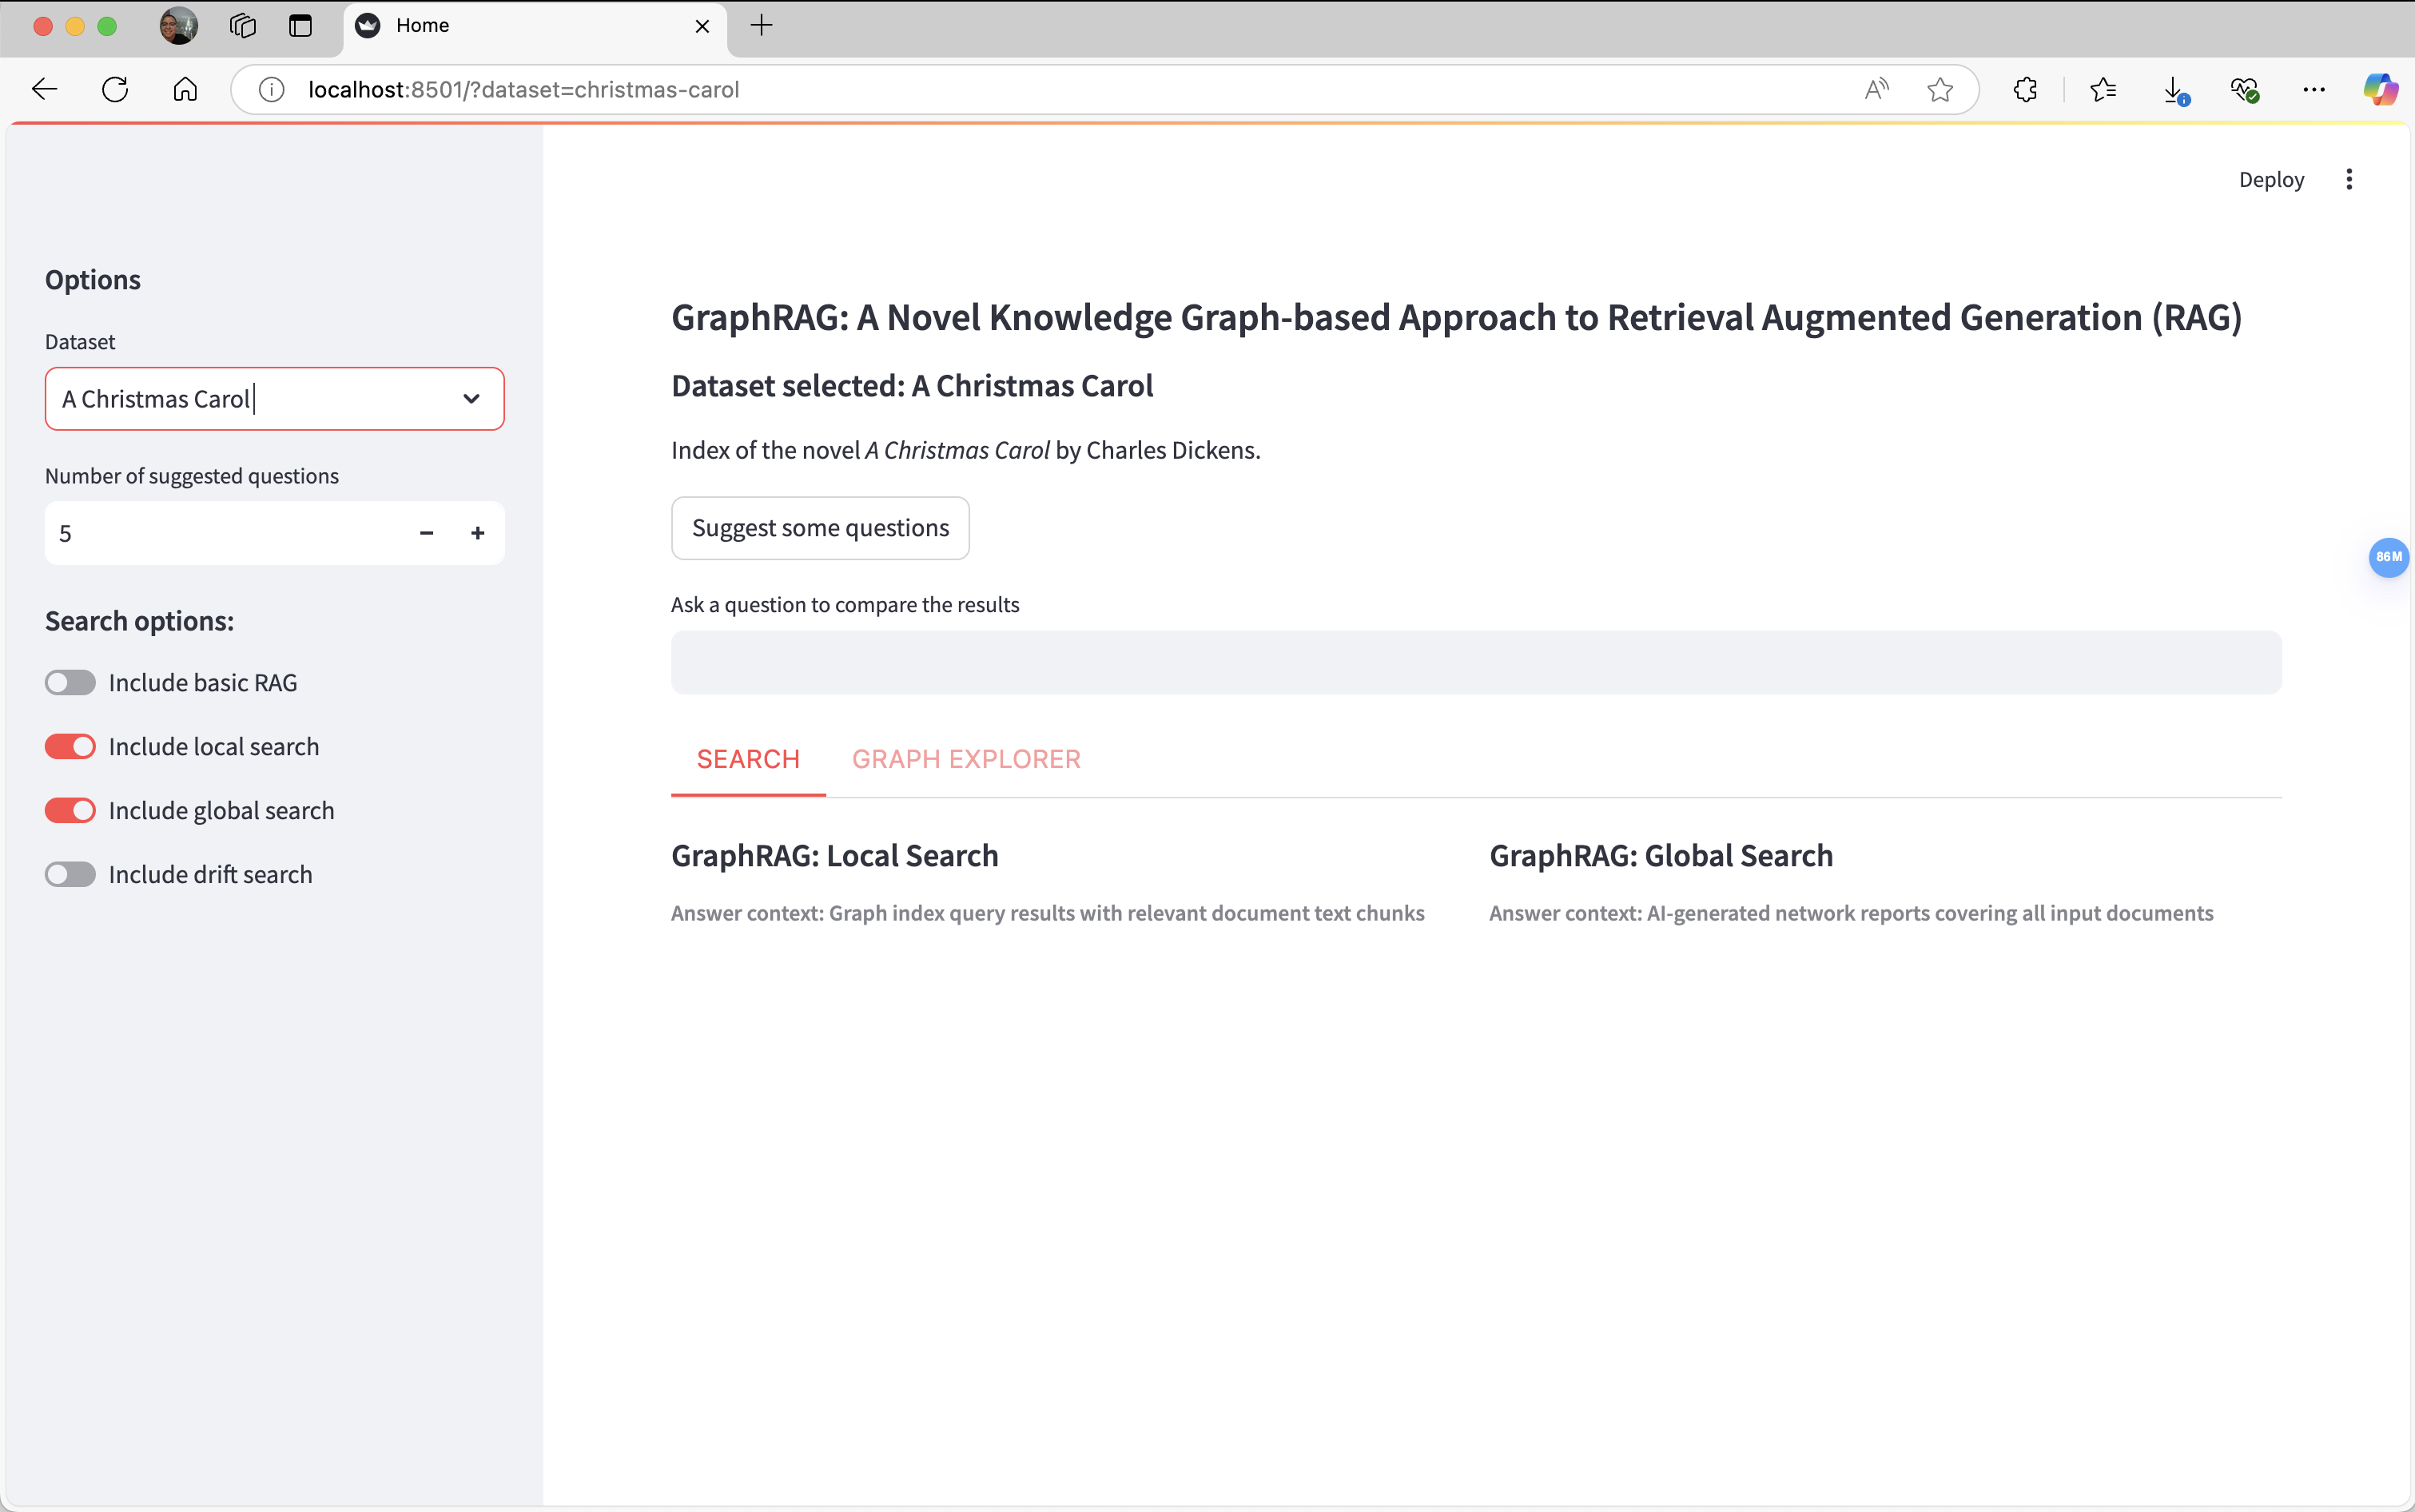 Home
localhost:8501/?dataset=christmas-carol
Deploy
Options
Dataset
A Christmas Carol
Number of suggested questions
5
Search options:
Include basic RAG
Include local search
Include global search
Include drift search
GraphRAG: A Novel Knowledge Graph-based Approach to Retrieval Augmented Generation (RAG)
Dataset selected: A Christmas Carol
Index of the novel A Christmas Carol by Charles Dickens.
Suggest some questions
86M
Ask a question to compare the results
SEARCH GRAPH EXPLORER
GraphRAG: Local Search
Answer context: Graph index query results with relevant document text chunks
GraphRAG: Global Search
Answer context: AI-generated network reports covering all input documents